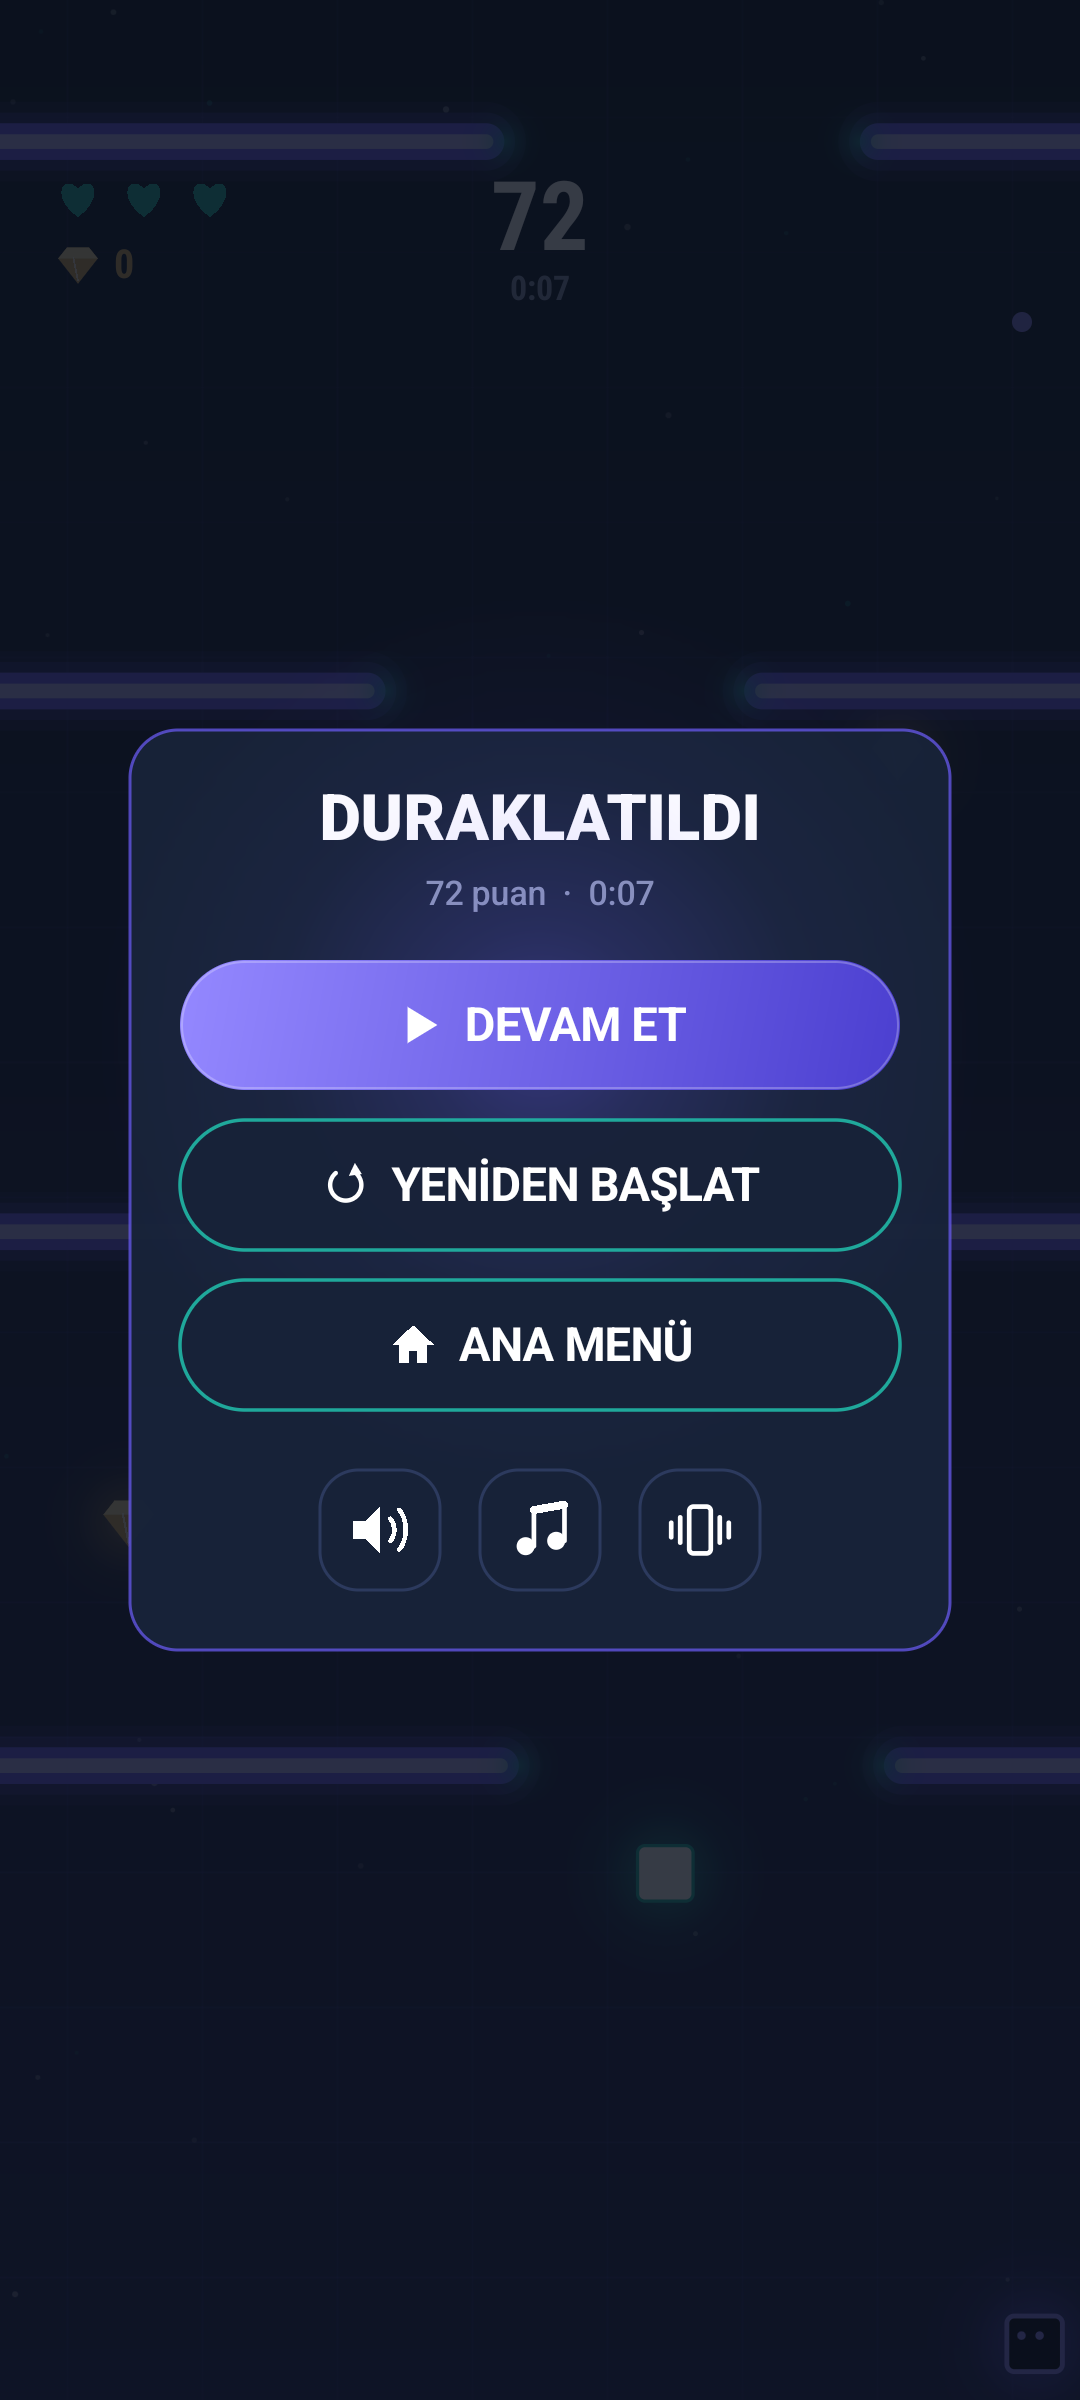 72
0
0:07
DURAKLATILDI
72 puan · 0:07
DEVAM ET
YENİDEN BAŞLAT
ANA MENÜ